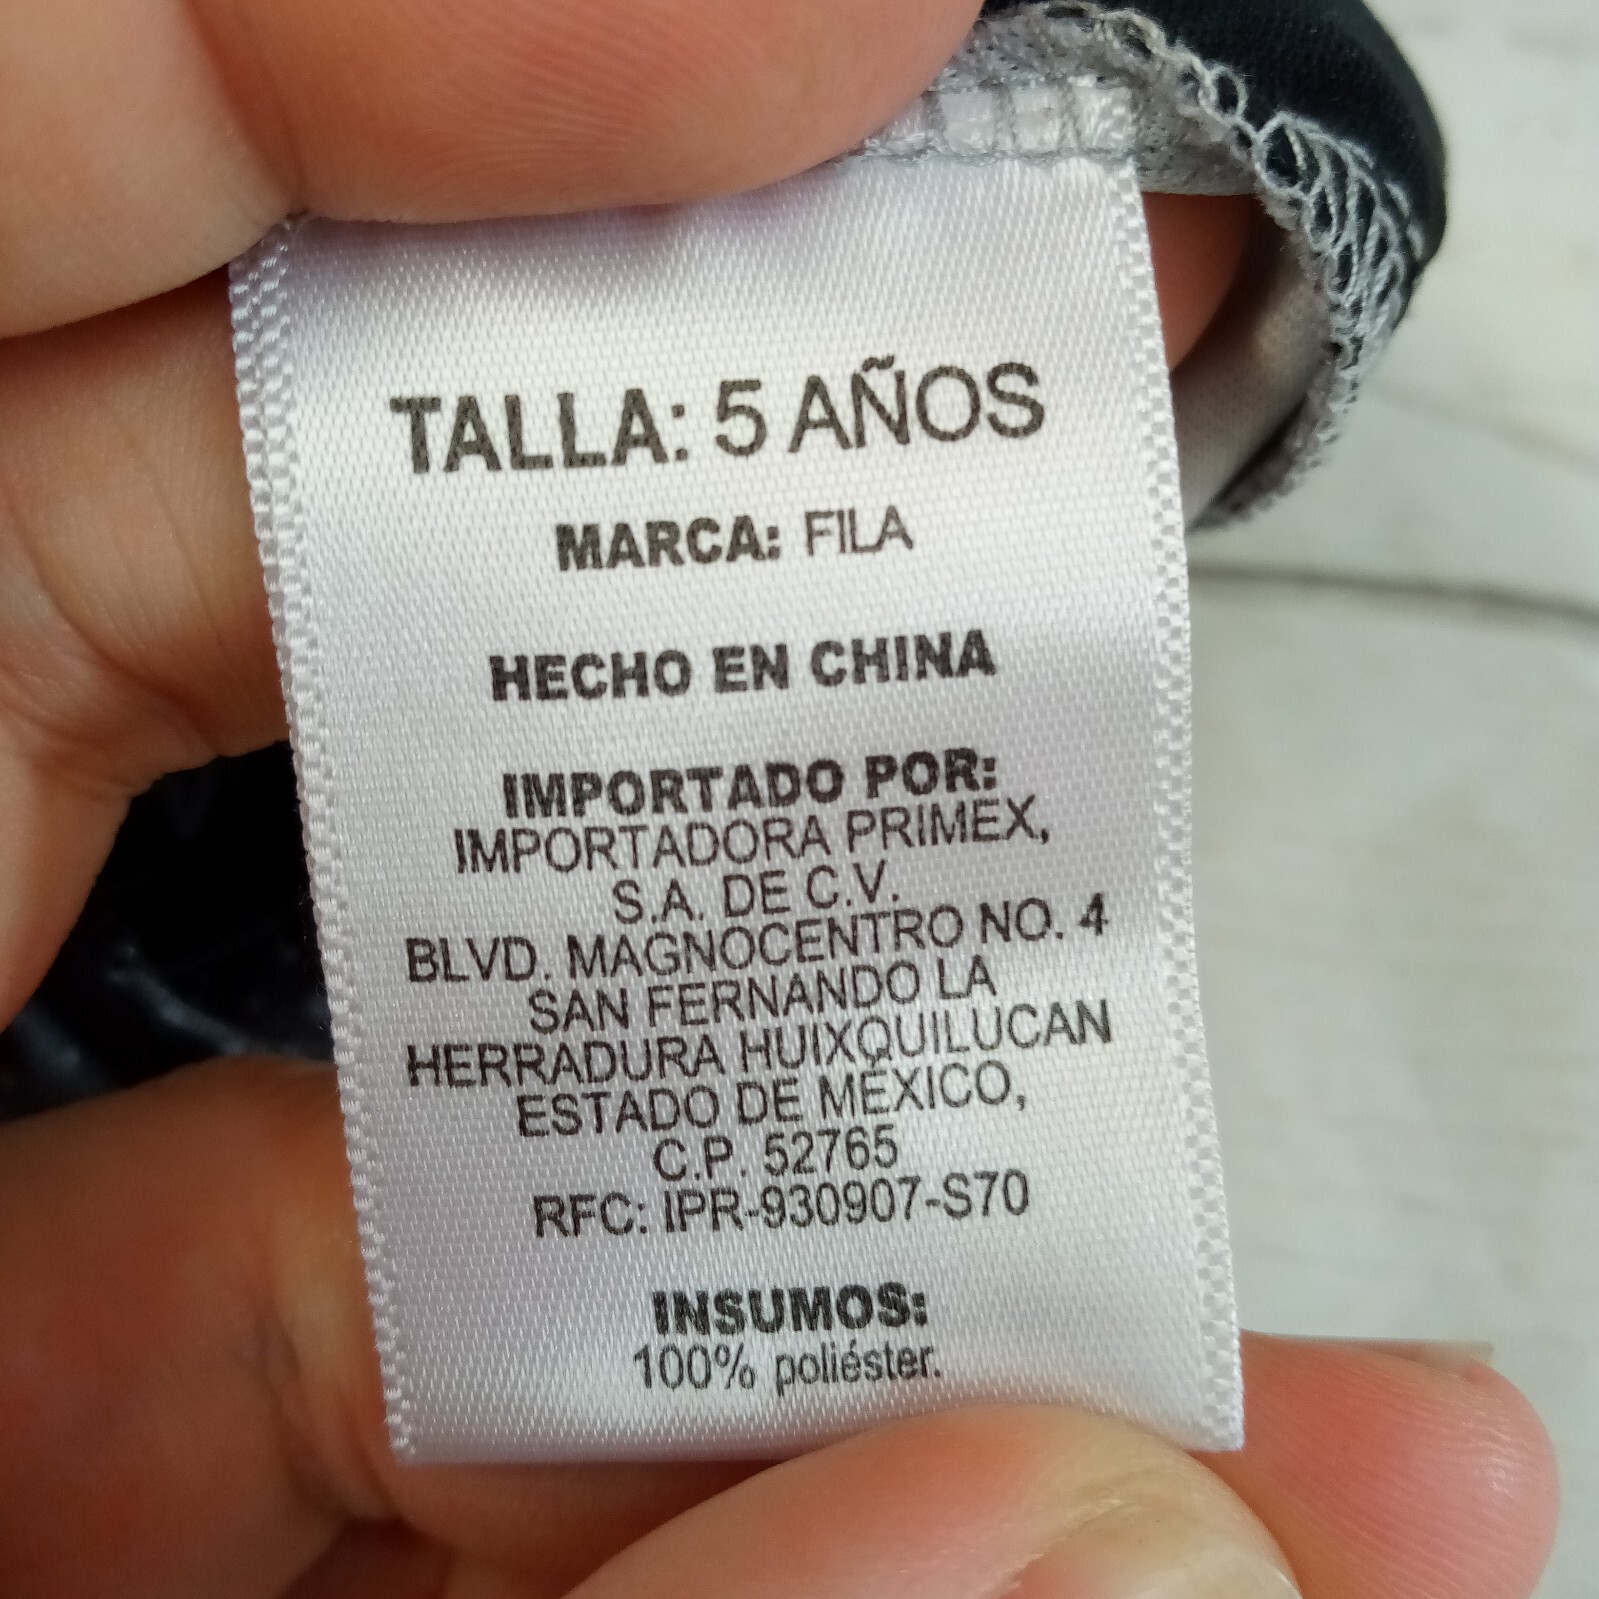 TALLA: 5 AÑOS
MARCA: FILA
HECHO EN CHINA
IMPORTADO POR:
IMPORTADORA PRIMEX,
S.A. DE C.V.
BLVD. MAGNOCENTRO NO. 4
SAN FERNANDO LA
HERRADURA HUIXQUILUCAN
ESTADO DE MÉXICO,
C.P. 52765
RFC: IPR-930907-S70
INSUMOS:
100% poliéster.